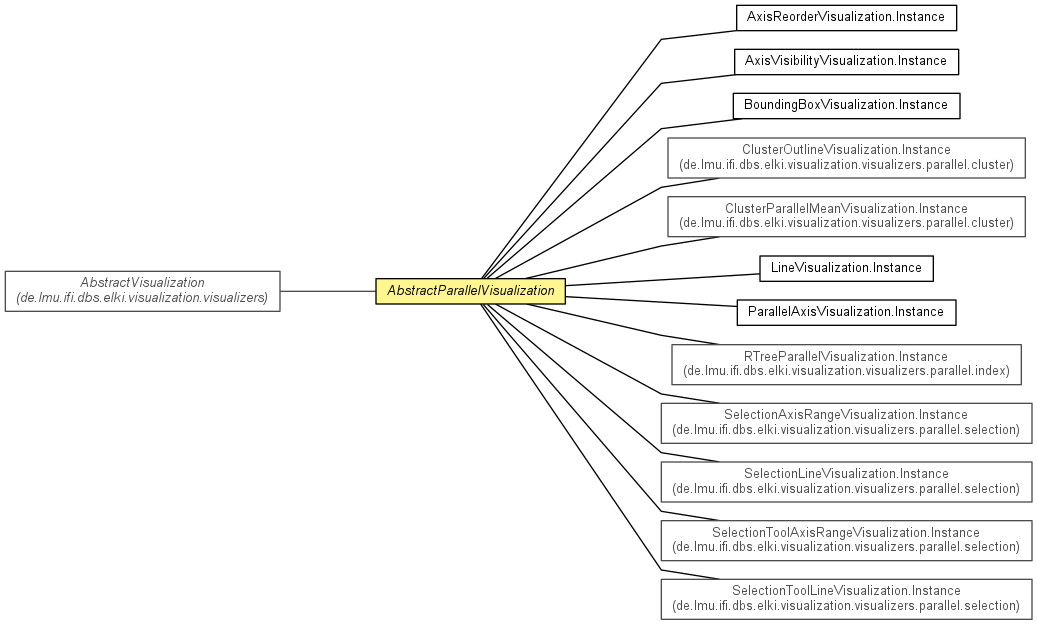 AxisReorderVisualization.Instance
AxisVisibilityVisualization.Instance
BoundingBoxVisualization.Instance
ClusterOutlineVisualization.Instance
(de.lmu.ifi.dbs.elki.visualization.visualizers.parallel.cluster)
ClusterParallelMeanVisualization.Instance
(de.lmu.ifi.dbs.elki.visualization.visualizers.parallel.cluster)
LineVisualization.Instance
AbstractVisualization
(de.lmu.ifi.dbs.elki.visualization.visualizers)
AbstractParallelVisualization
ParallelAxisVisualization.Instance
RTreeParallelVisualization.Instance
(de.lmu.ifi.dbs.elki.visualization.visualizers.parallel.index)
SelectionAxisRangeVisualization.Instance
(de.lmu.ifi.dbs.elki.visualization.visualizers.parallel.selection)
SelectionLineVisualization.Instance
(de.lmu.ifi.dbs.elki.visualization.visualizers.parallel.selection)
SelectionToolAxisRangeVisualization.Instance
(de.lmu.ifi.dbs.elki.visualization.visualizers.parallel.selection)
SelectionToolLineVisualization.Instance
(de.lmu.ifi.dbs.elki.visualization.visualizers.parallel.selection)